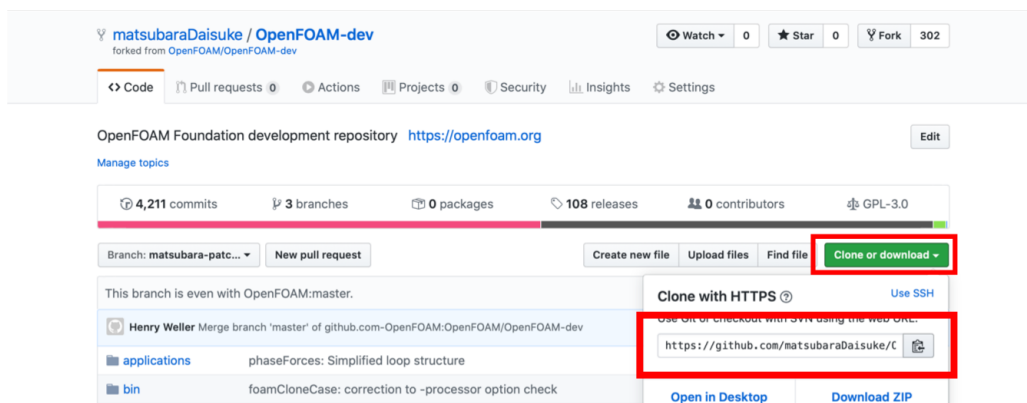 matsubaraDaisuke / OpenFOAM-dev
forked from OpenFOAM/OpenFOAM-dev
Watch 0 Star 0 Fork 302
Code Pull requests 0 Actions Projects 0 Security Insights Settings
OpenFOAM Foundation development repository https://openfoam.org
Edit
Manage topics
4,211 commits 3 branches 0 packages 108 releases 0 contributors GPL-3.0
Branch: matsubara-patc... New pull request Create new file Upload files Find file Clone or download
This branch is even with OpenFOAM:master.
Clone with HTTPS Use SSH
Use Git or checkout with SVN using the web URL.
Henry Weller Merge branch 'master' of github.com-OpenFOAM:OpenFOAM/OpenFOAM-dev
https://github.com/matsubaraDaisuke/
applications phaseForces: Simplified loop structure
bin foamCloneCase: correction to -processor option check
Open in Desktop Download ZIP